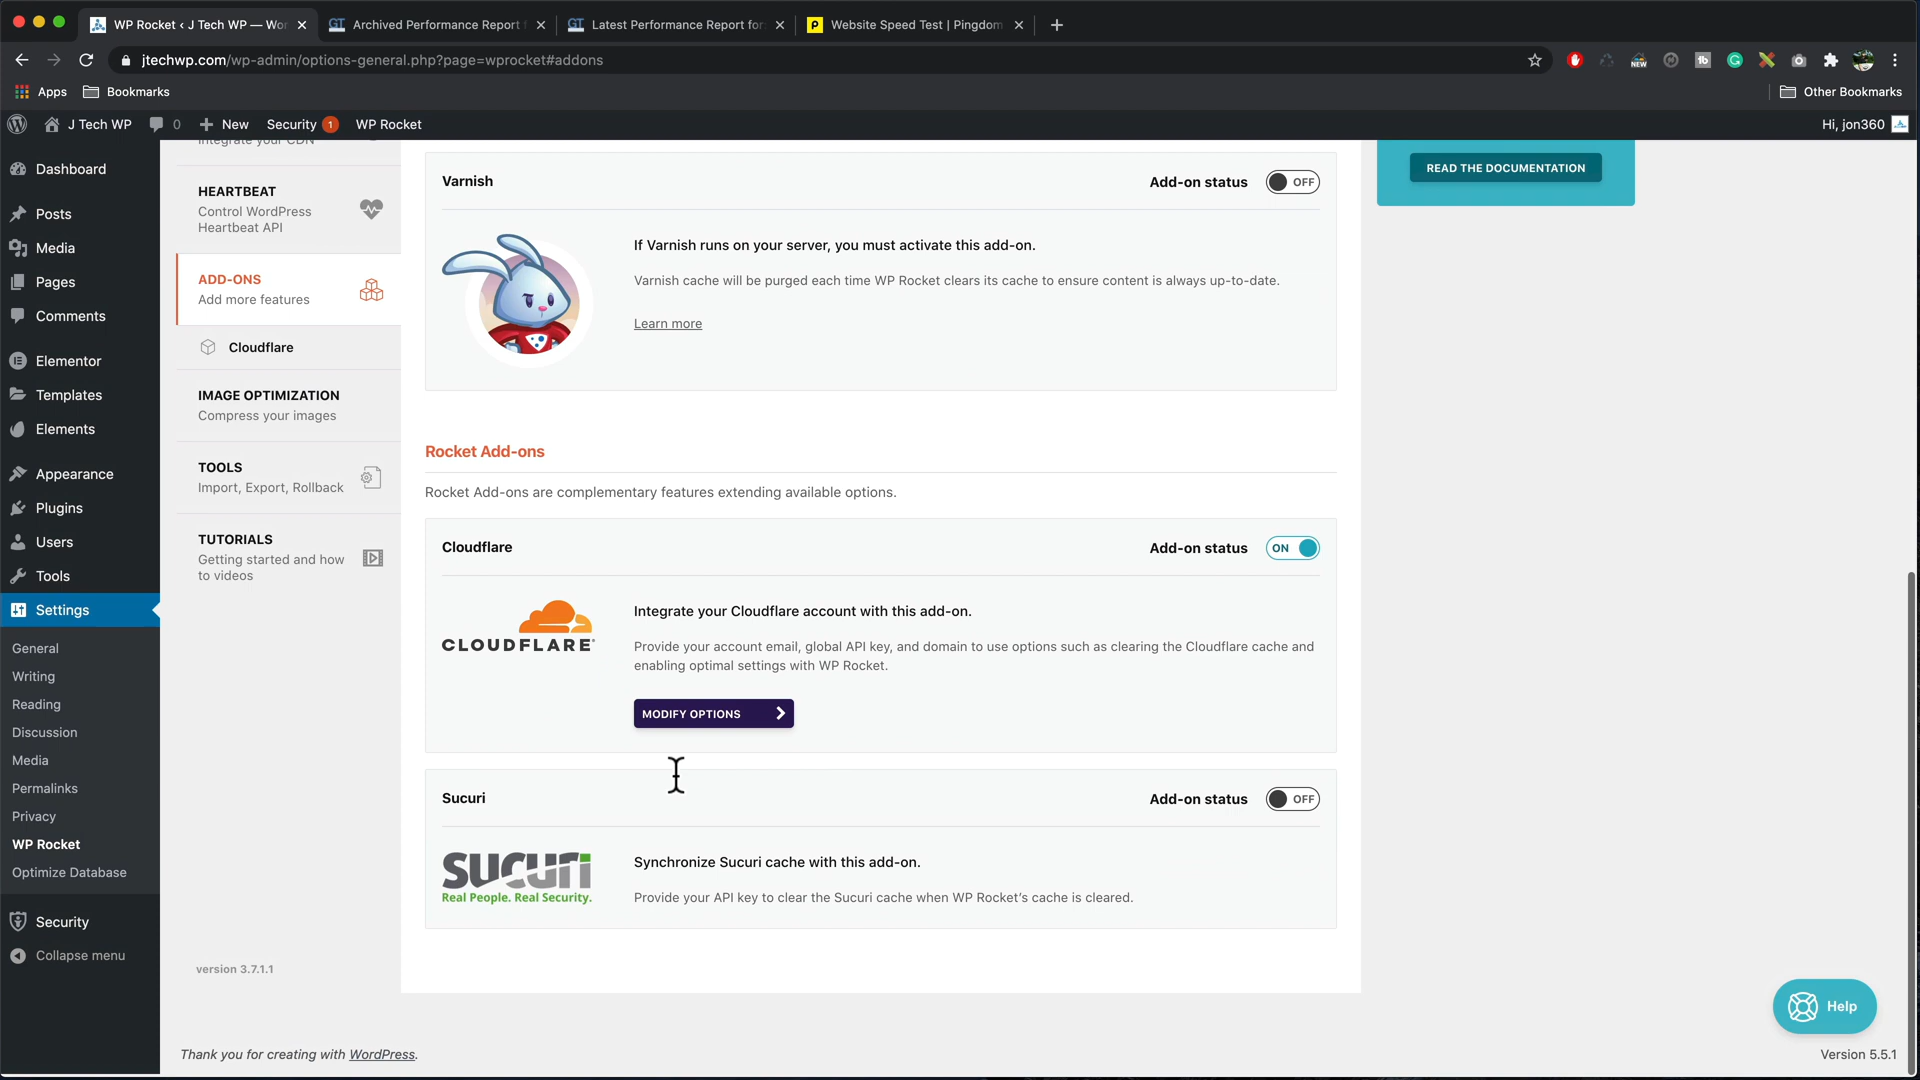 WP Rocket ‹ J Tech WP — Wor
Archived Performance Report f
Latest Performance Report for
Website Speed Test | Pingdom
jtechwp.com/wp-admin/options-general.php?page=wprocket#addons
Apps
Bookmarks
Other Bookmarks
J Tech WP
0
New
Security 1
WP Rocket
Hi, jon360
Dashboard
Posts
Media
Pages
Comments
Elementor
Templates
Elements
Appearance
Plugins
Users
Tools
Settings
General
Writing
Reading
Discussion
Media
Permalinks
Privacy
WP Rocket
Optimize Database
Security
Collapse menu
Integrate your CDN
HEARTBEAT
Control WordPress
Heartbeat API
ADD-ONS
Add more features
Cloudflare
IMAGE OPTIMIZATION
Compress your images
TOOLS
Import, Export, Rollback
TUTORIALS
Getting started and how
to videos
version 3.7.1.1
Varnish
Add-on status
OFF
If Varnish runs on your server, you must activate this add-on.
Varnish cache will be purged each time WP Rocket clears its cache to ensure content is always up-to-date.
Learn more
READ THE DOCUMENTATION
Rocket Add-ons
Rocket Add-ons are complementary features extending available options.
Cloudflare
Add-on status
ON
CLOUDFLARE
Integrate your Cloudflare account with this add-on.
Provide your account email, global API key, and domain to use options such as clearing the Cloudflare cache and
enabling optimal settings with WP Rocket.
MODIFY OPTIONS
Sucuri
Add-on status
OFF
SUCURi
Real People. Real Security.
Synchronize Sucuri cache with this add-on.
Provide your API key to clear the Sucuri cache when WP Rocket's cache is cleared.
Help
Thank you for creating with WordPress.
Version 5.5.1